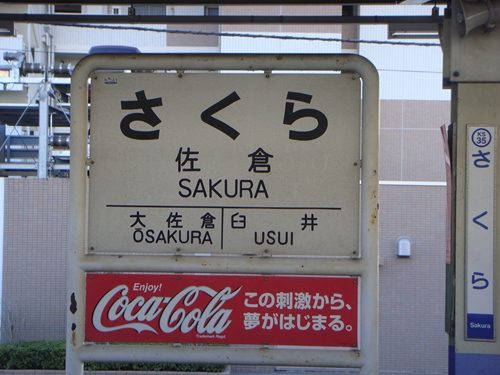 さくら
佐倉
SAKURA
大佐倉 臼井
ŌSAKURA USUI
Enjoy!
Coca-Cola
この刺激から、
夢がはじまる。
KS
35
さくら
Sakura